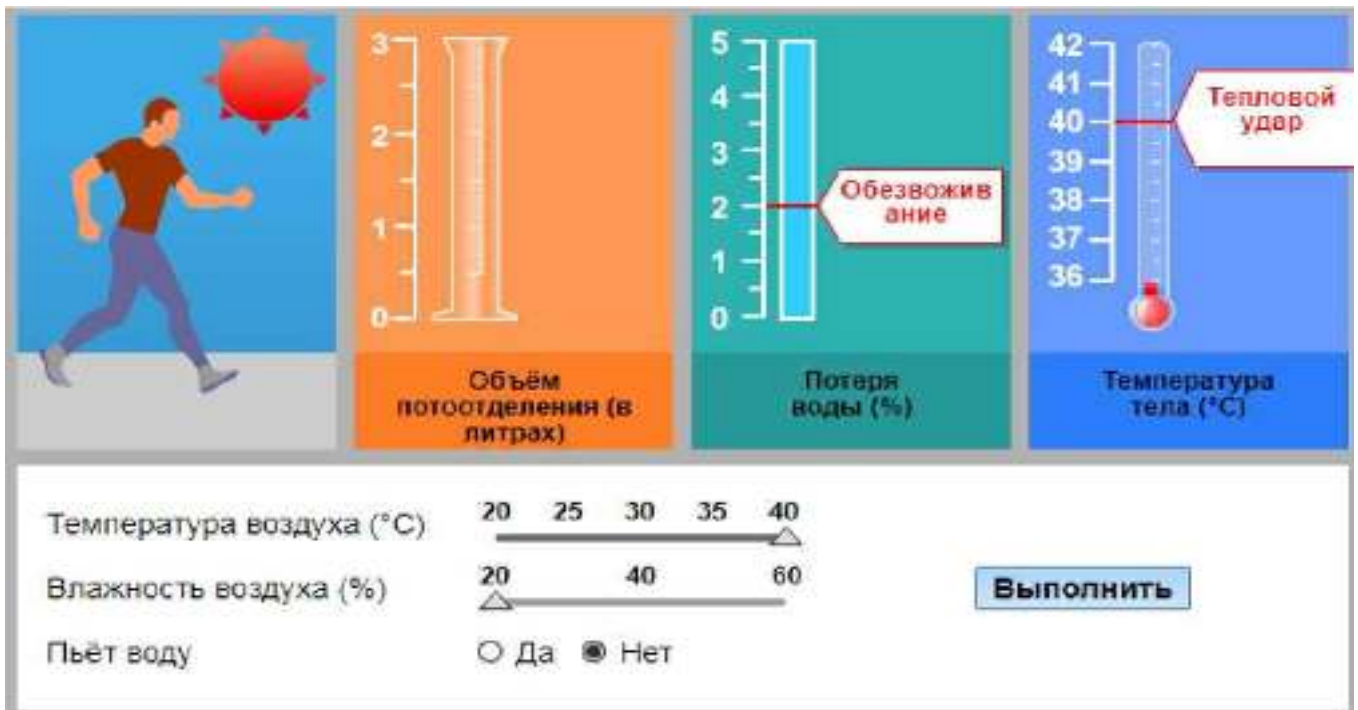 3
2
1
0
Объём
потоотделения (в
литрах)
5
4
3
2
1
0
Обезвожив
ание
Потеря
воды (%)
42
41
40
39
38
37
36
Тепловой
удар
Температура
тела (°C)
Температура воздуха (°C)
20 25 30 35 40
Влажность воздуха (%)
20 40 60
Выполнить
Пьёт воду
Да Нет